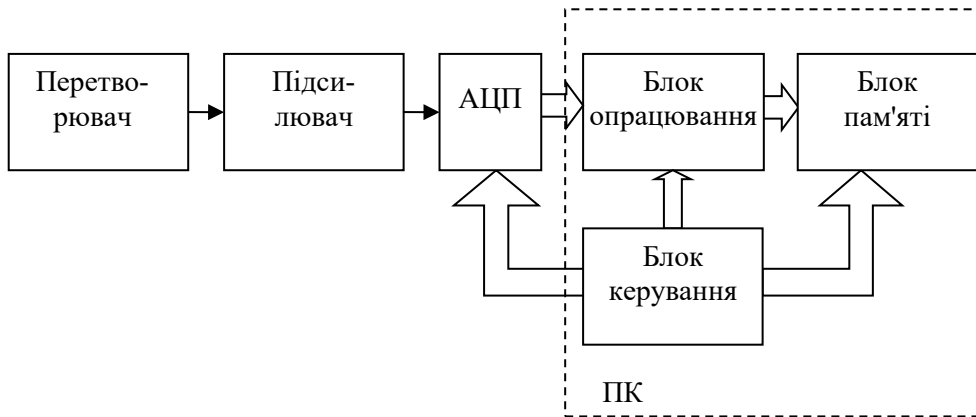 Перетво-
рювач
Підси-
лювач
АЦП
Блок
опрацювання
Блок
пам'яті
Блок
керування
ПК